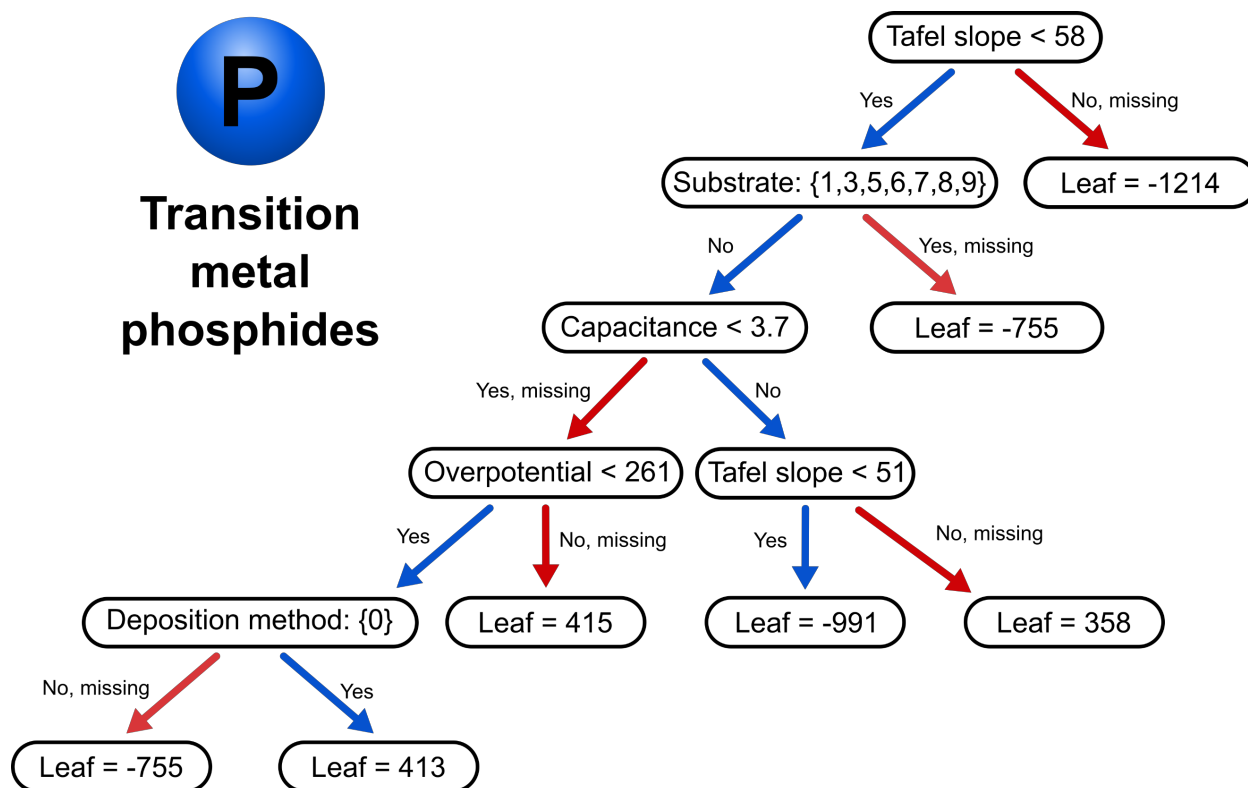 P
Transition
metal
phosphides
Tafel slope < 58
Yes
No, missing
Substrate: {1,3,5,6,7,8,9}
Leaf = -1214
No
Yes, missing
Capacitance < 3.7
Leaf = -755
Yes, missing
No
Overpotential < 261
Tafel slope < 51
Yes
No, missing
Yes
No, missing
Deposition method: {0}
Leaf = 415
Leaf = -991
Leaf = 358
No, missing
Yes
Leaf = -755
Leaf = 413